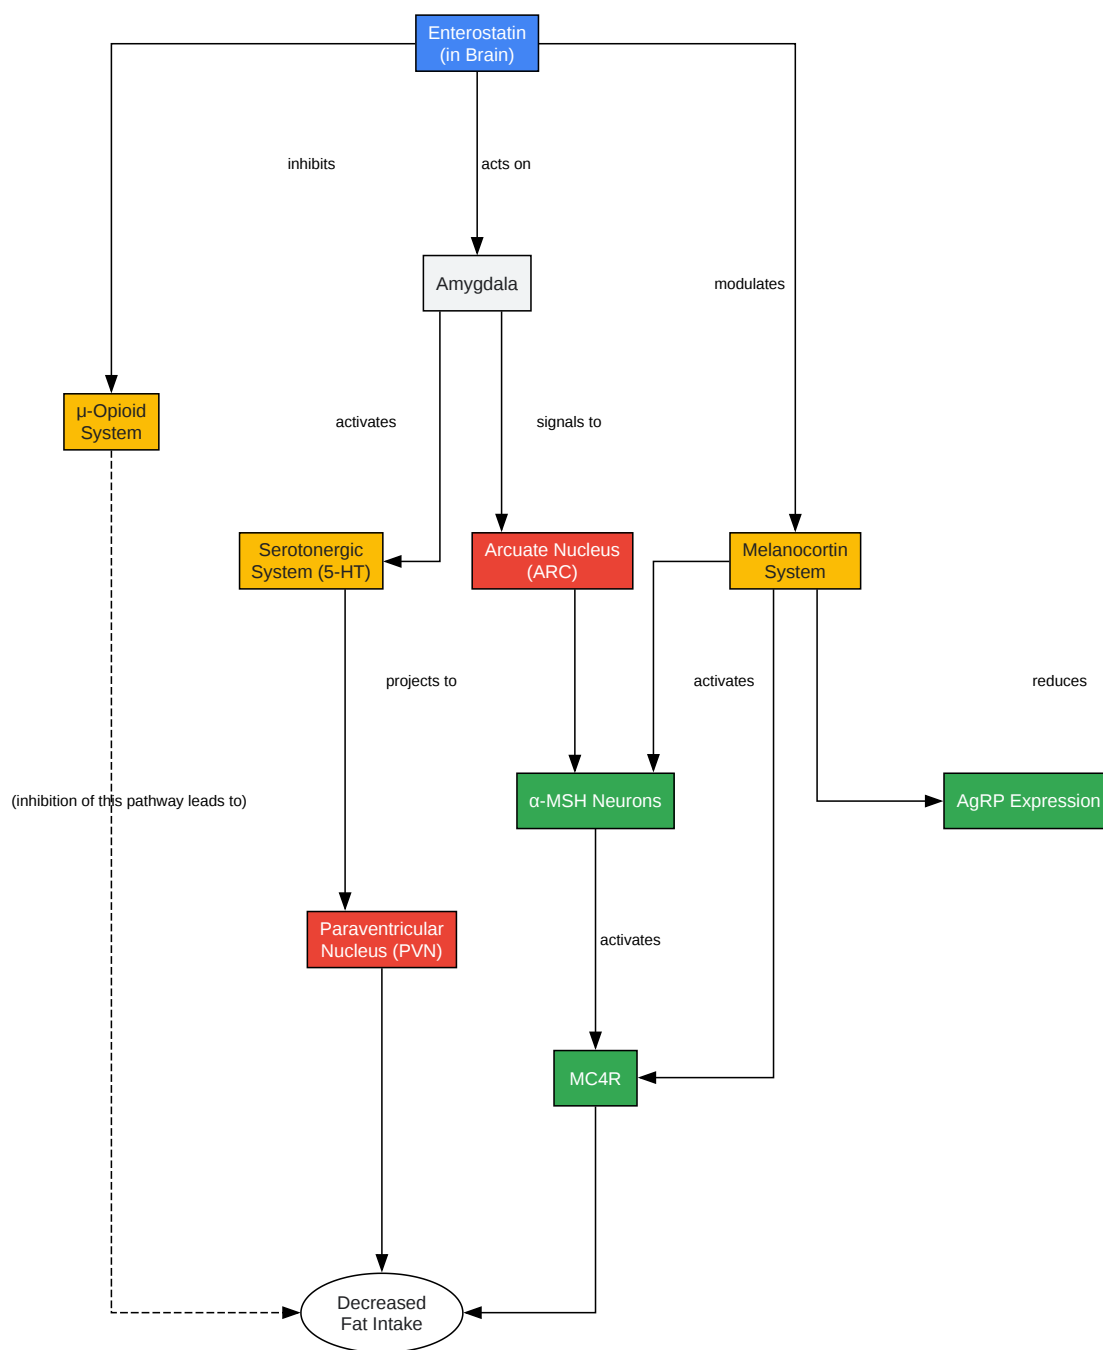 Enterostatin
(in Brain)
inhibits
acts on
Amygdala
modulates
μ-Opioid
System
activates
signals to
Serotonergic
System (5-HT)
Arcuate Nucleus
(ARC)
Melanocortin
System
projects to
activates
reduces
(inhibition of this pathway leads to)
α-MSH Neurons
AgRP Expression
Paraventricular
Nucleus (PVN)
activates
MC4R
Decreased
Fat Intake